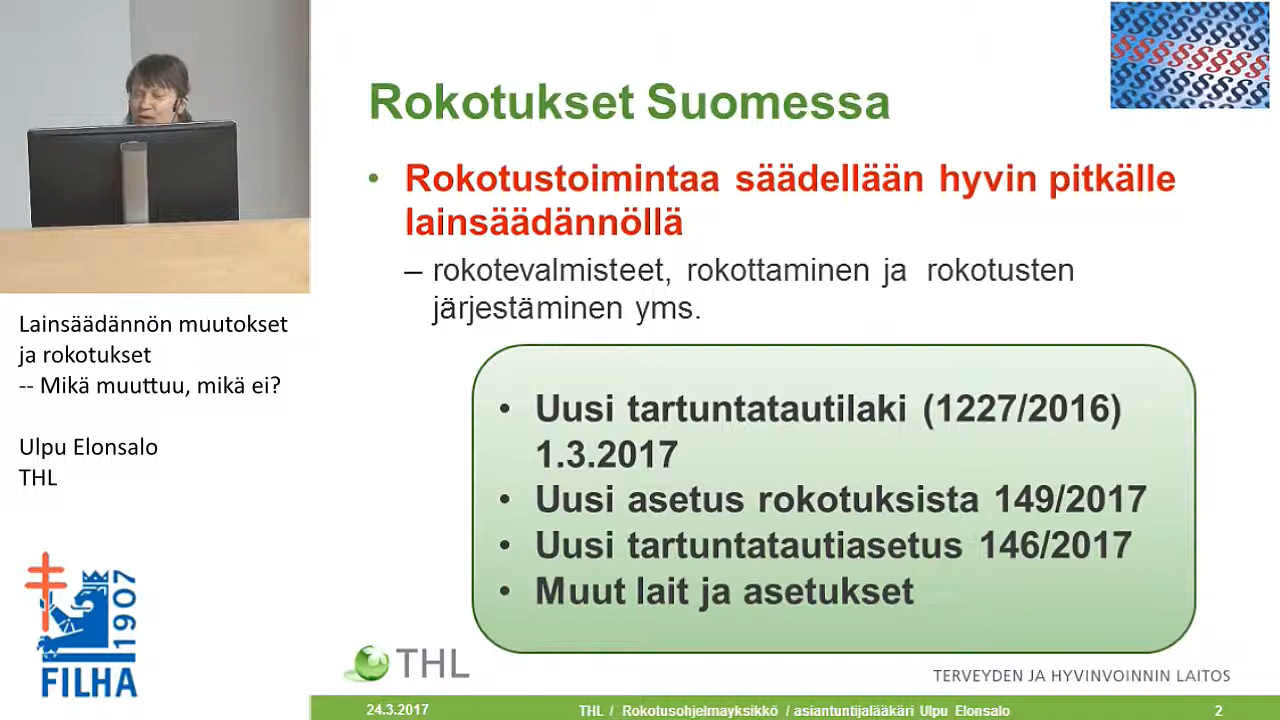 Rokotukset Suomessa
• Rokotustoimintaa säädellään hyvin pitkälle
lainsäädännöllä
– rokotevalmisteet, rokottaminen ja rokotusten
järjestäminen yms.
• Uusi tartuntatautilaki (1227/2016)
1.3.2017
• Uusi asetus rokotuksista 149/2017
• Uusi tartuntatautiasetus 146/2017
• Muut lait ja asetukset
Lainsäädännön muutokset
ja rokotukset
-- Mikä muuttuu, mikä ei?
Ulpu Elonsalo
THL
1907
FILHA
THL
TERVEYDEN JA HYVINVOINNIN LAITOS
24.3.2017
THL / Rokotusohjelmayksikkö / asiantuntijalääkäri Ulpu Elonsalo
2